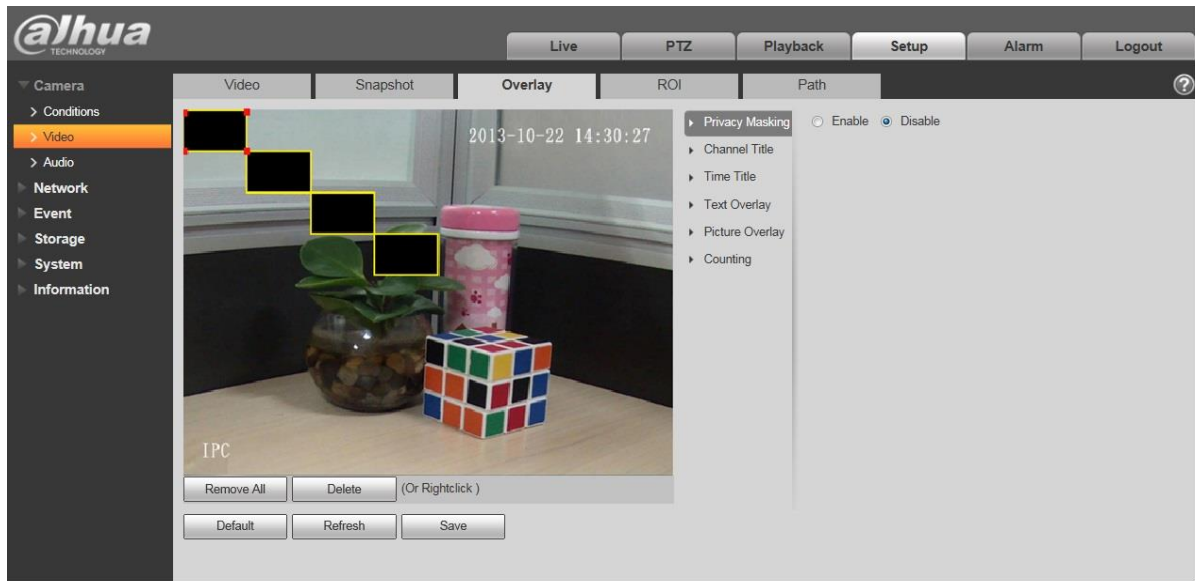 alhua
TECHNOLOGY
Live PTZ Playback Setup Alarm Logout
Camera
Conditions
Video
Audio
Network
Event
Storage
System
Information
Video Snapshot Overlay ROI Path
?
2013-10-22 14:30:27
IPC
Privacy Masking
Channel Title
Time Title
Text Overlay
Picture Overlay
Counting
Enable Disable
Remove All Delete (Or Rightclick )
Default Refresh Save